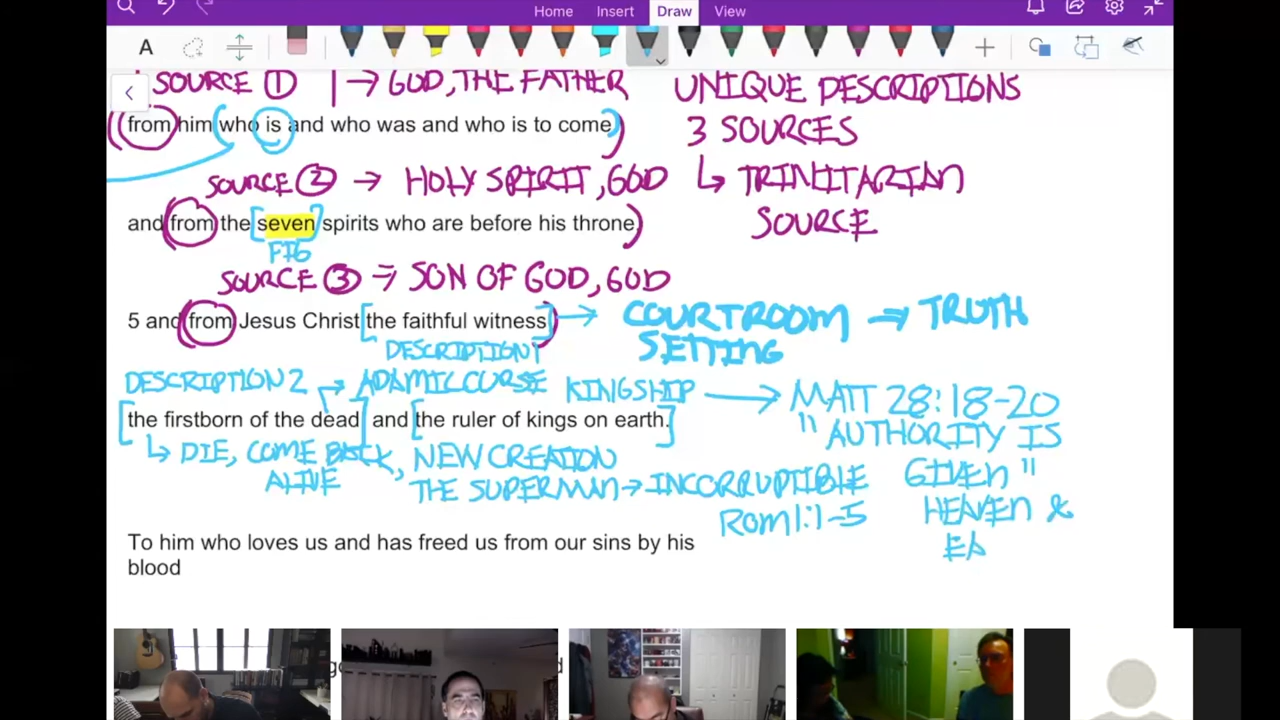 Home Insert Draw View
A
SOURCE ① → GOD, THE FATHER UNIQUE DESCRIPTIONS
from him who is and who was and who is to come 3 SOURCES
SOURCE ② → HOLY SPIRIT, GOD ↳ TRINITARIAN
and from the seven spirits who are before his throne SOURCE
FIG
SOURCE ③ ⇒ SON OF GOD, GOD
5 and from Jesus Christ the faithful witness → COURTROOM ⇒ TRUTH
DESCRIPTION 1 SETTING
DESCRIPTION 2 → ADAMIC CURSE KINGSHIP → MATT 28:18-20
the firstborn of the dead and the ruler of kings on earth. "AUTHORITY IS
↳ DIE, COME BACK, NEW CREATION GIVEN"
ALIVE THE SUPERMAN → INCORRUPTIBLE HEAVEN &
ROM 1:1-5 EA
To him who loves us and has freed us from our sins by his
blood